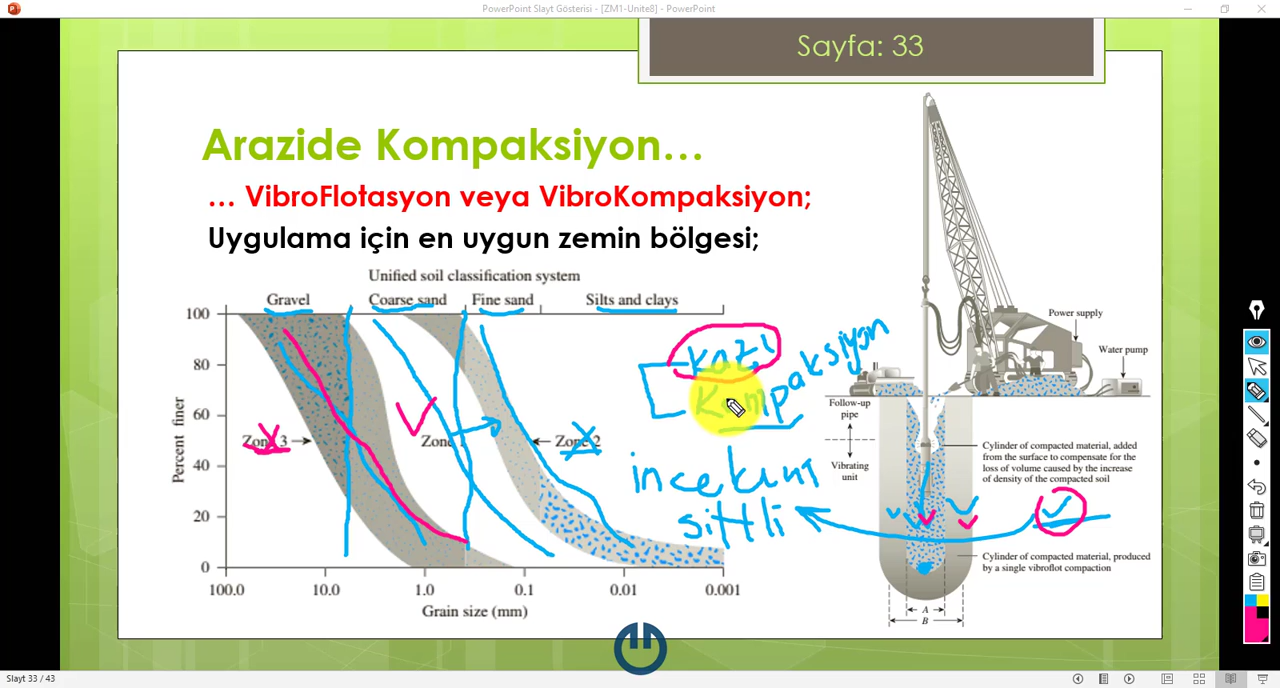 PowerPoint Slayt Gösterisi - [ZM1-Unite8] - PowerPoint
Sayfa: 33
Arazide Kompaksiyon...
... VibroFlotasyon veya VibroKompaksiyon;
Uygulama için en uygun zemin bölgesi;
Unified soil classification system
Gravel Coarse sand Fine sand Silts and clays
Percent finer
100
80
60
40
20
0
Zone 3
Zone
Zone 2
100.0 10.0 1.0 0.1 0.01 0.001
Grain size (mm)
Kazı
Kompaksiyon
siltli
Power supply
Water pump
Follow-up
pipe
Vibrating
unit
Cylinder of compacted material, added
from the surface to compensate for the
loss of volume caused by the increase
of density of the compacted soil
Cylinder of compacted material, produced
by a single vibroflot compaction
A
B
Slayt 33 / 43